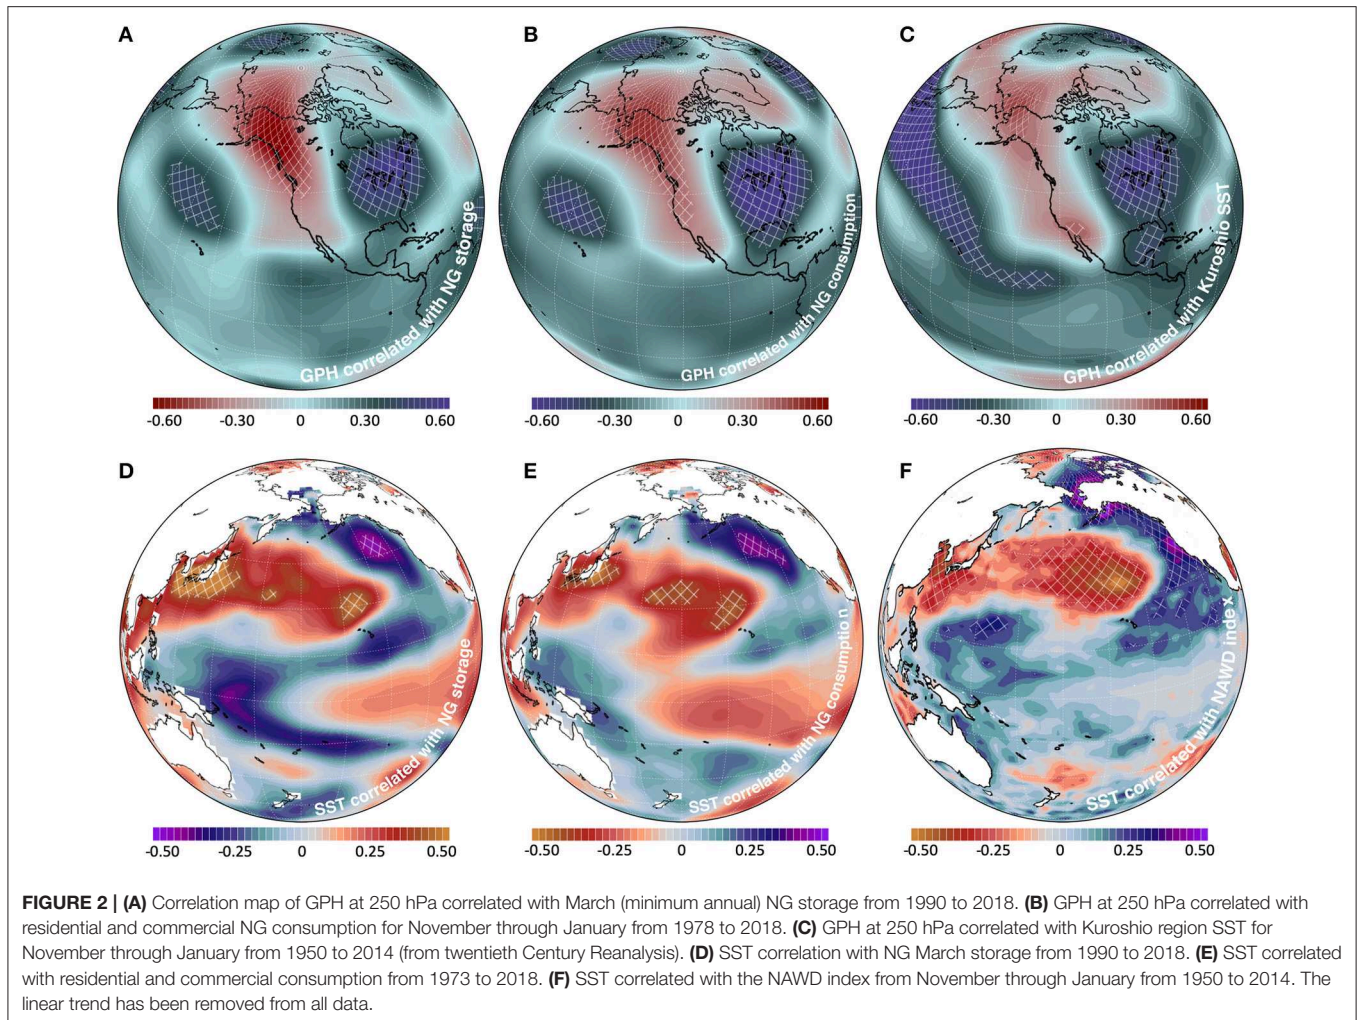 A
B
C
GPH correlated with NG storage
GPH correlated with NG consumption
GPH correlated with Kuroshio SST
-0.60 -0.30 0 0.30 0.60
-0.60 -0.30 0 0.30 0.60
-0.60 -0.30 0 0.30 0.60
D
E
F
SST correlated with NG storage
SST correlated with NG consumption
SST correlated with NAWD index
-0.50 -0.25 0 0.25 0.50
-0.50 -0.25 0 0.25 0.50
-0.50 -0.25 0 0.25 0.50
FIGURE 2 | (A) Correlation map of GPH at 250 hPa correlated with March (minimum annual) NG storage from 1990 to 2018. (B) GPH at 250 hPa correlated with
residential and commercial NG consumption for November through January from 1978 to 2018. (C) GPH at 250 hPa correlated with Kuroshio region SST for
November through January from 1950 to 2014 (from twentieth Century Reanalysis). (D) SST correlation with NG March storage from 1990 to 2018. (E) SST correlated
with residential and commercial consumption from 1973 to 2018. (F) SST correlated with the NAWD index from November through January from 1950 to 2014. The
linear trend has been removed from all data.